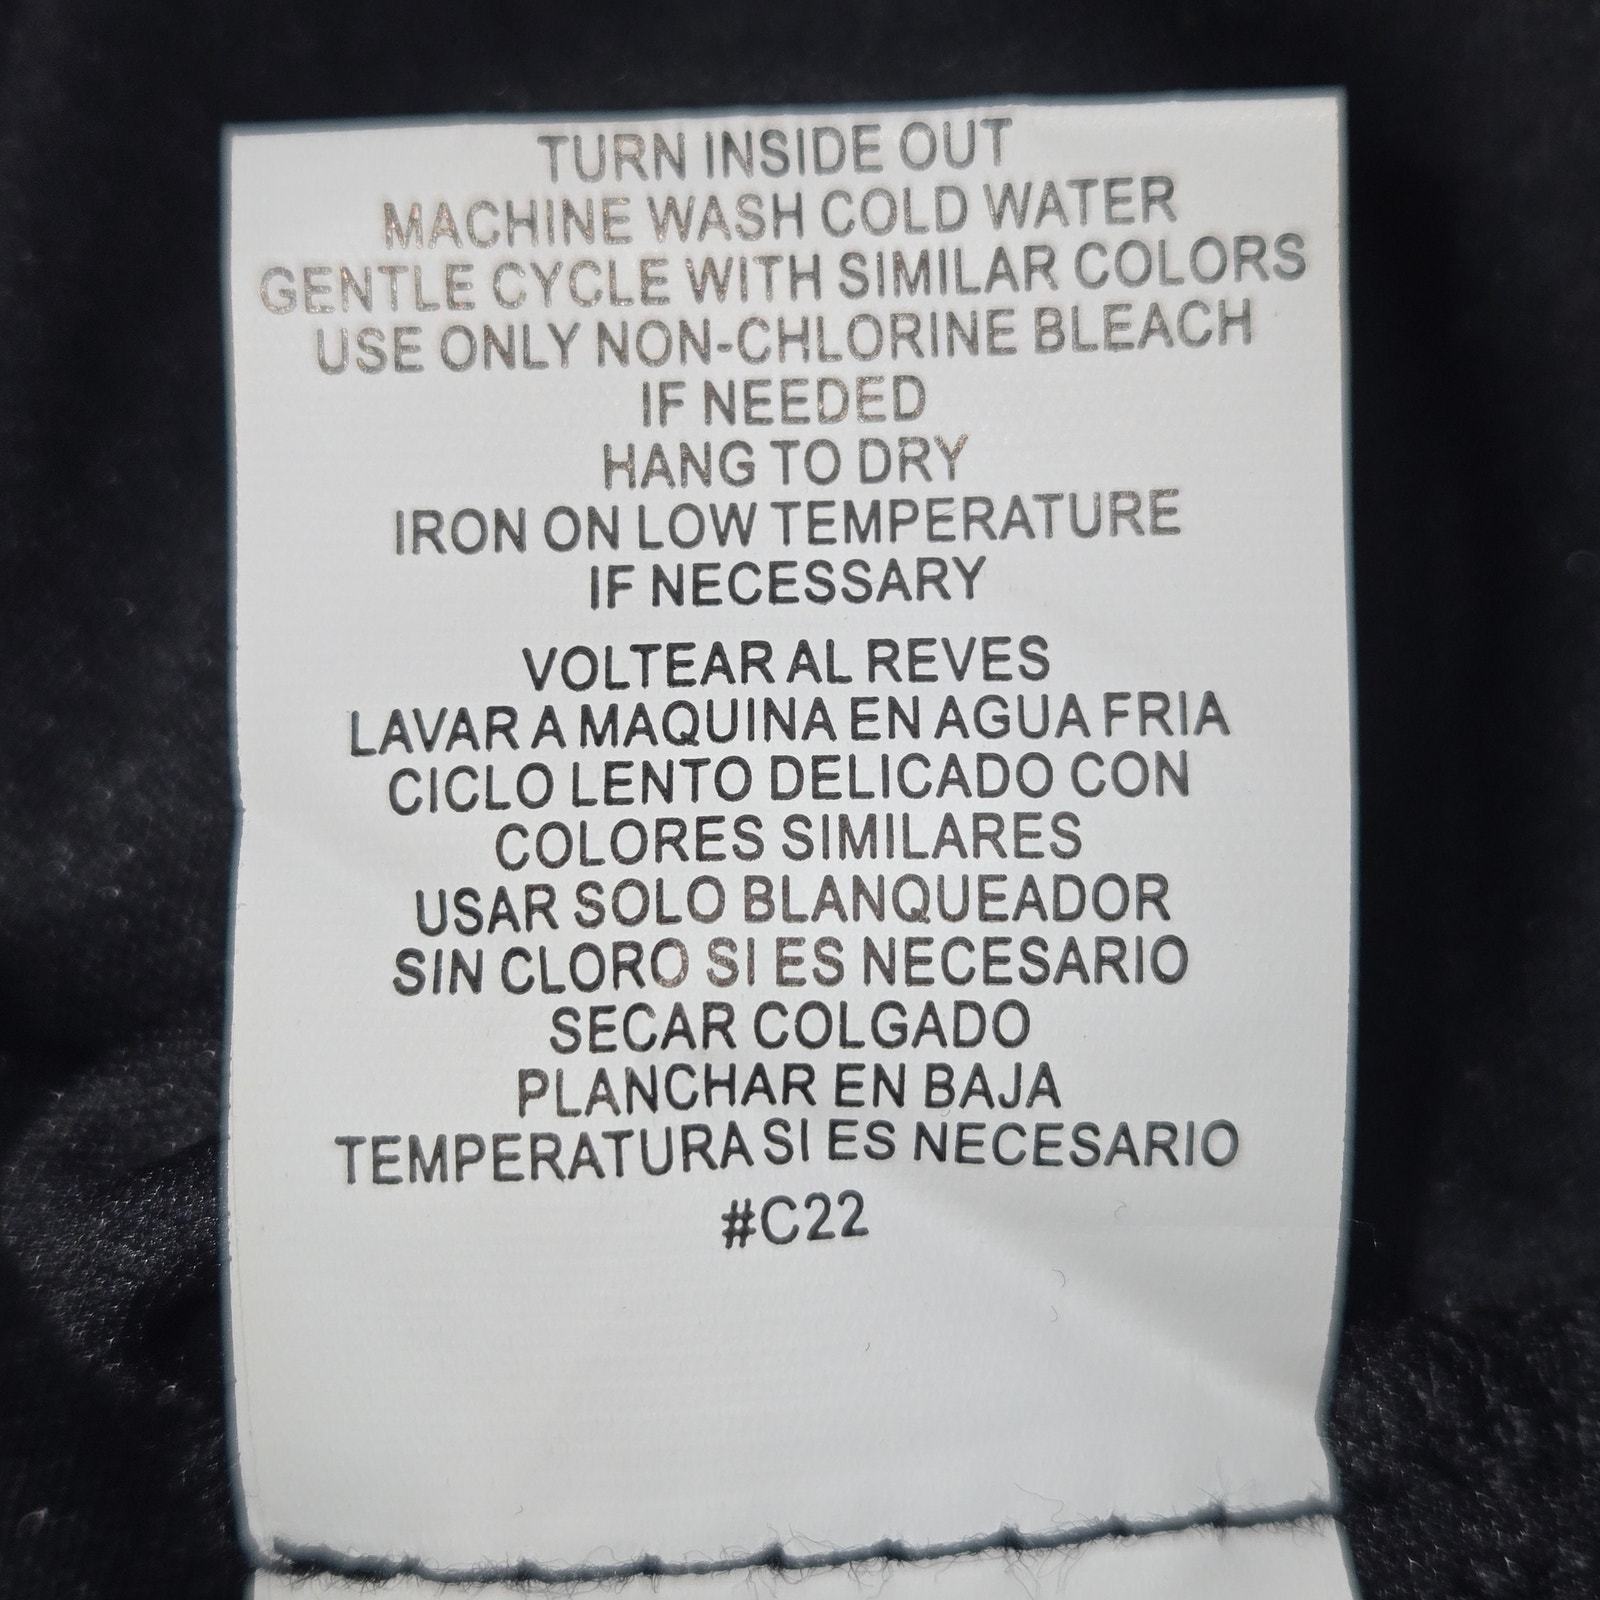 TURN INSIDE OUT
MACHINE WASH COLD WATER
GENTLE CYCLE WITH SIMILAR COLORS
USE ONLY NON-CHLORINE BLEACH
IF NEEDED
HANG TO DRY
IRON ON LOW TEMPERATURE
IF NECESSARY
VOLTEAR AL REVES
LAVAR A MAQUINA EN AGUA FRIA
CICLO LENTO DELICADO CON
COLORES SIMILARES
USAR SOLO BLANQUEADOR
SIN CLORO SI ES NECESARIO
SECAR COLGADO
PLANCHAR EN BAJA
TEMPERATURA SI ES NECESARIO
#C22